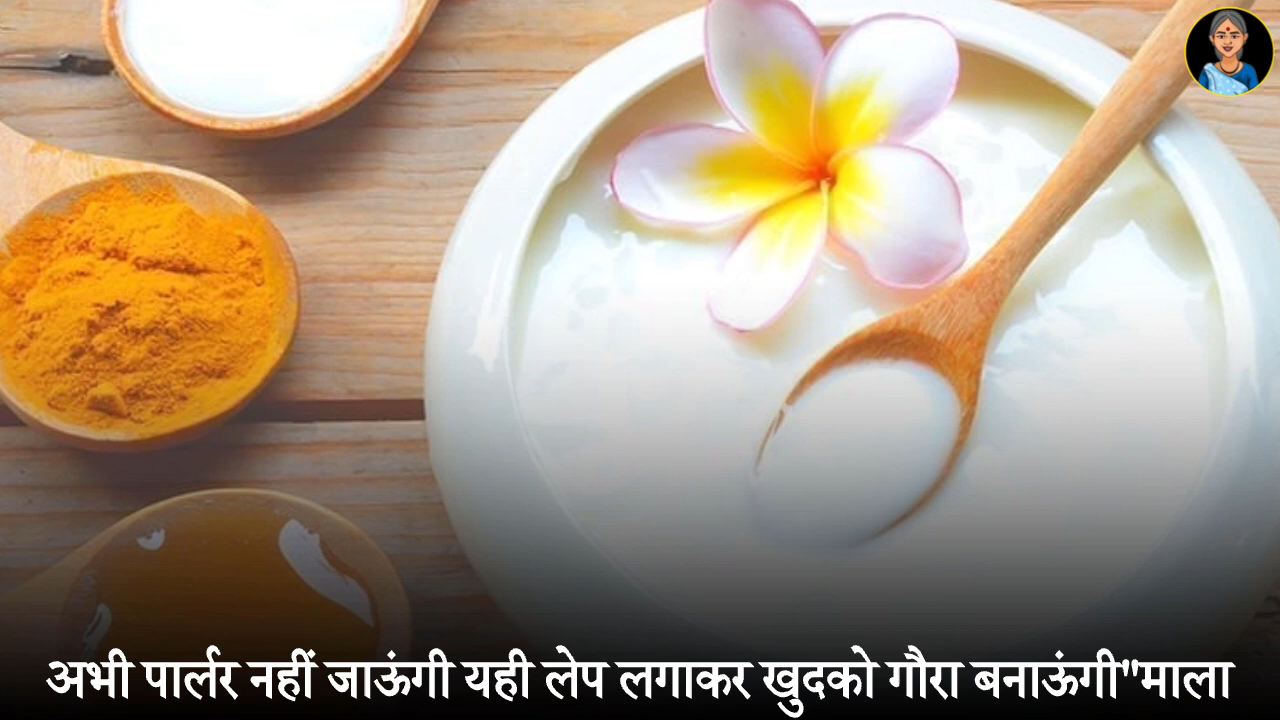 अभी पार्लर नहीं जाऊंगी यही लेप लगाकर खुदको गौरा बनाऊंगी"माला